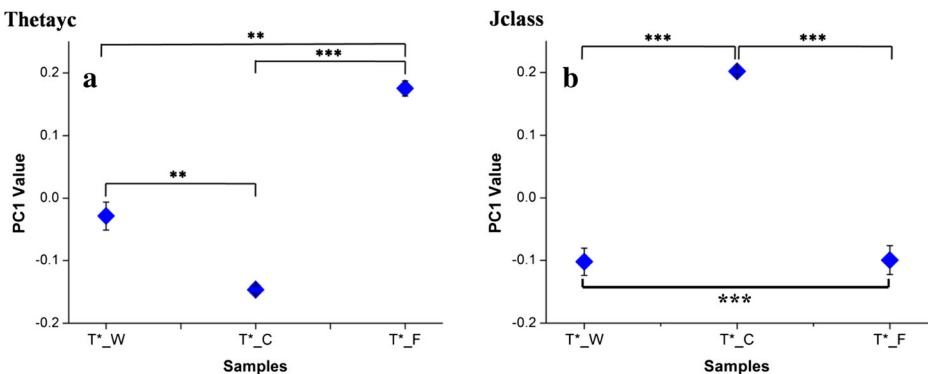 Thetayc
a
**
***
**
0.2
0.1
0.0
-0.1
-0.2
PC1 Value
T*_W
T*_C
T*_F
Samples
Jclass
b
***
***
***
0.2
0.1
0.0
-0.1
-0.2
PC1 Value
T*_W
T*_C
T*_F
Samples